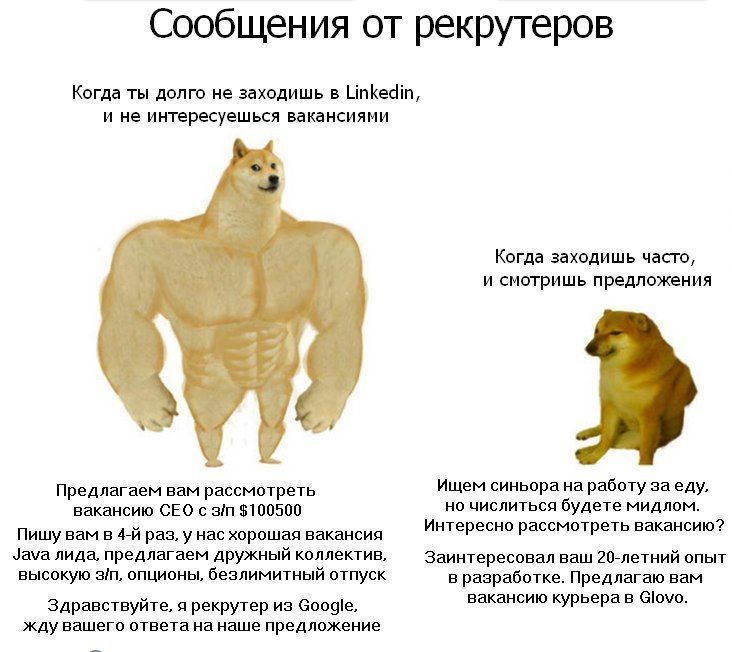 Сообщения от рекрутеров
Когда ты долго не заходишь в Linkedin,
и не интересуешься вакансиями
Когда заходишь часто,
и смотришь предложения
Предлагаем вам рассмотреть
вакансию CEO с з/п $100500
Пишу вам в 4-й раз, у нас хорошая вакансия
Java лида, предлагаем дружный коллектив,
высокую з/п, опционы, безлимитный отпуск
Здравствуйте, я рекрутер из Google,
жду вашего ответа на наше предложение
Ищем синьора на работу за еду,
но числиться будете мидлом.
Интересно рассмотреть вакансию?
Заинтересовал ваш 20-летний опыт
в разработке. Предлагаю вам
вакансию курьера в Glovo.